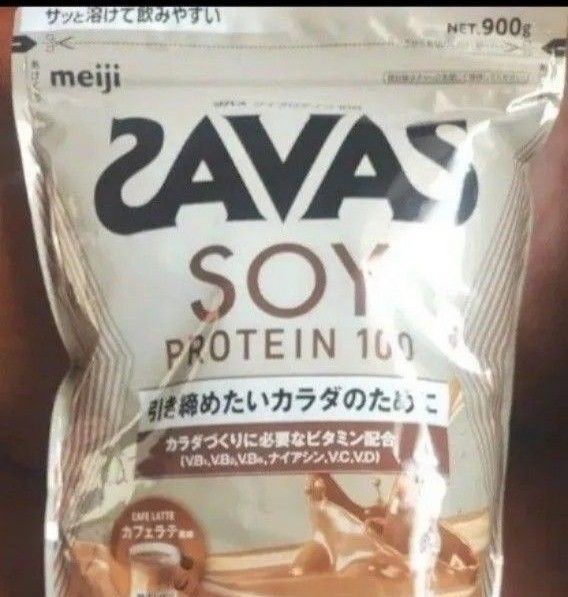 サッと溶けて飲みやすい
NET.900g
meiji
SAVAS
SOY
PROTEIN 100
引き締めたいカラダのために
カラダづくりに必要なビタミン配合
(V.B₁,V.B₂,V.B₆,ナイアシン,V.C,V.D)
CAFE LATTE
カフェラテ風味